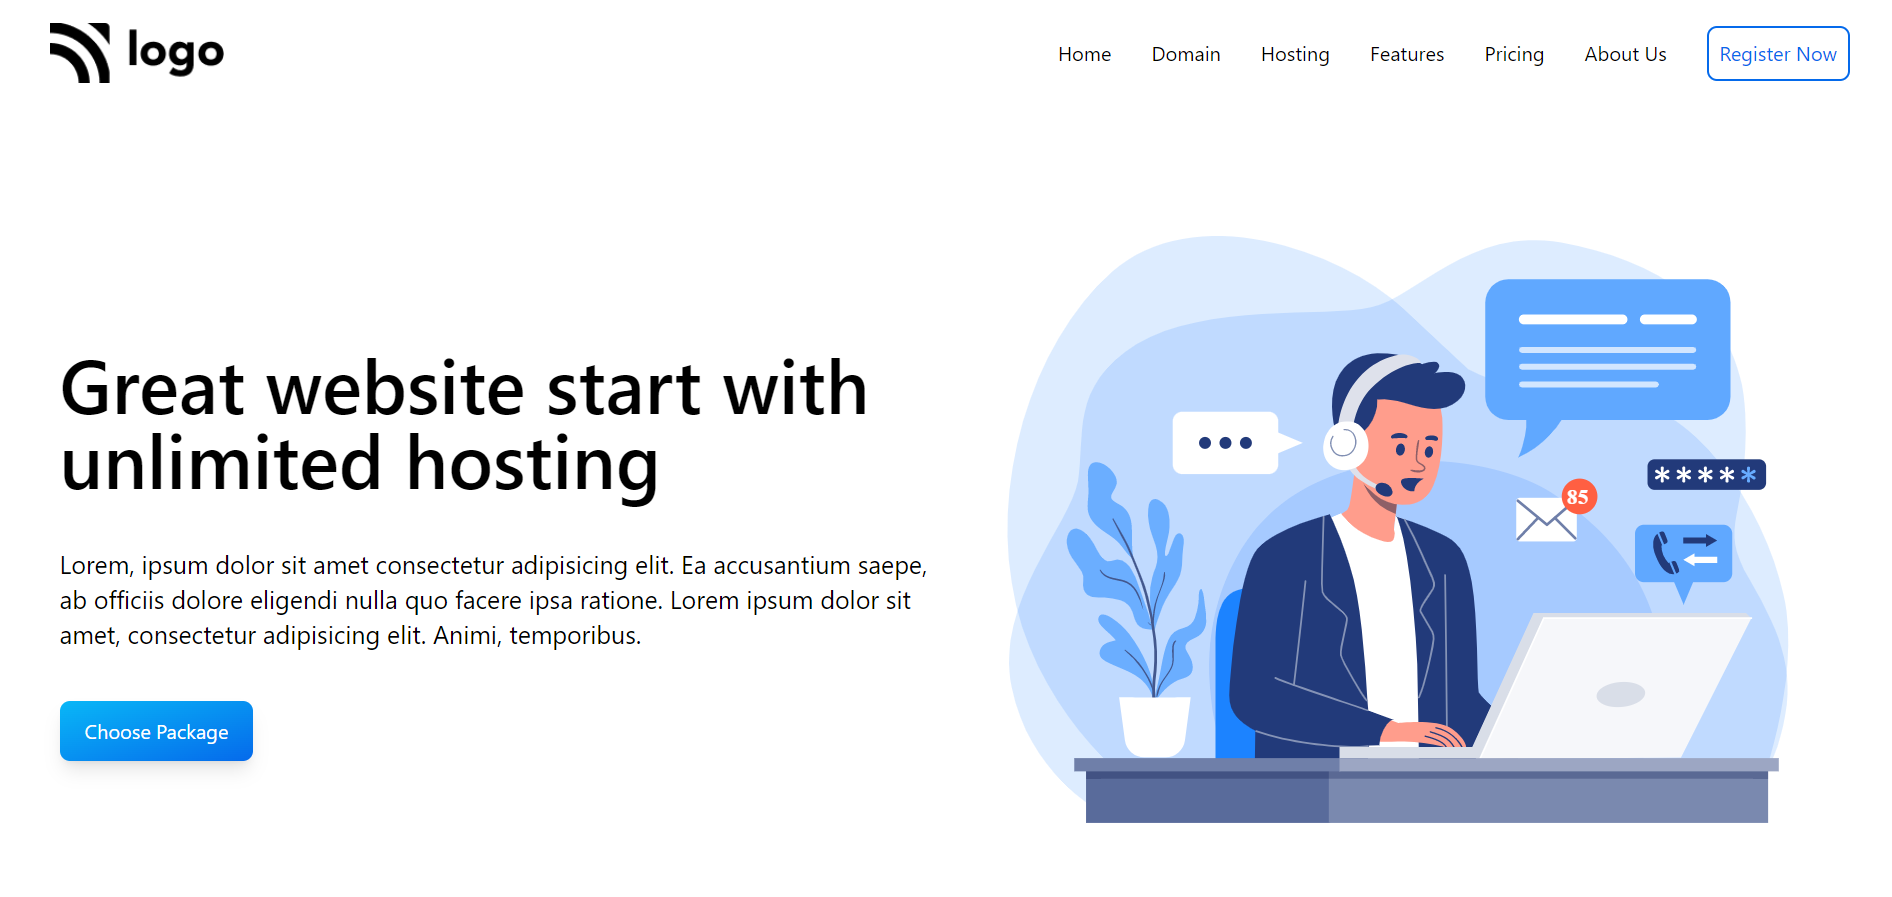 logo
Home Domain Hosting Features Pricing About Us Register Now
Great website start with
unlimited hosting
Lorem, ipsum dolor sit amet consectetur adipisicing elit. Ea accusantium saepe,
ab officiis dolore eligendi nulla quo facere ipsa ratione. Lorem ipsum dolor sit
amet, consectetur adipisicing elit. Animi, temporibus.
Choose Package
*****
85